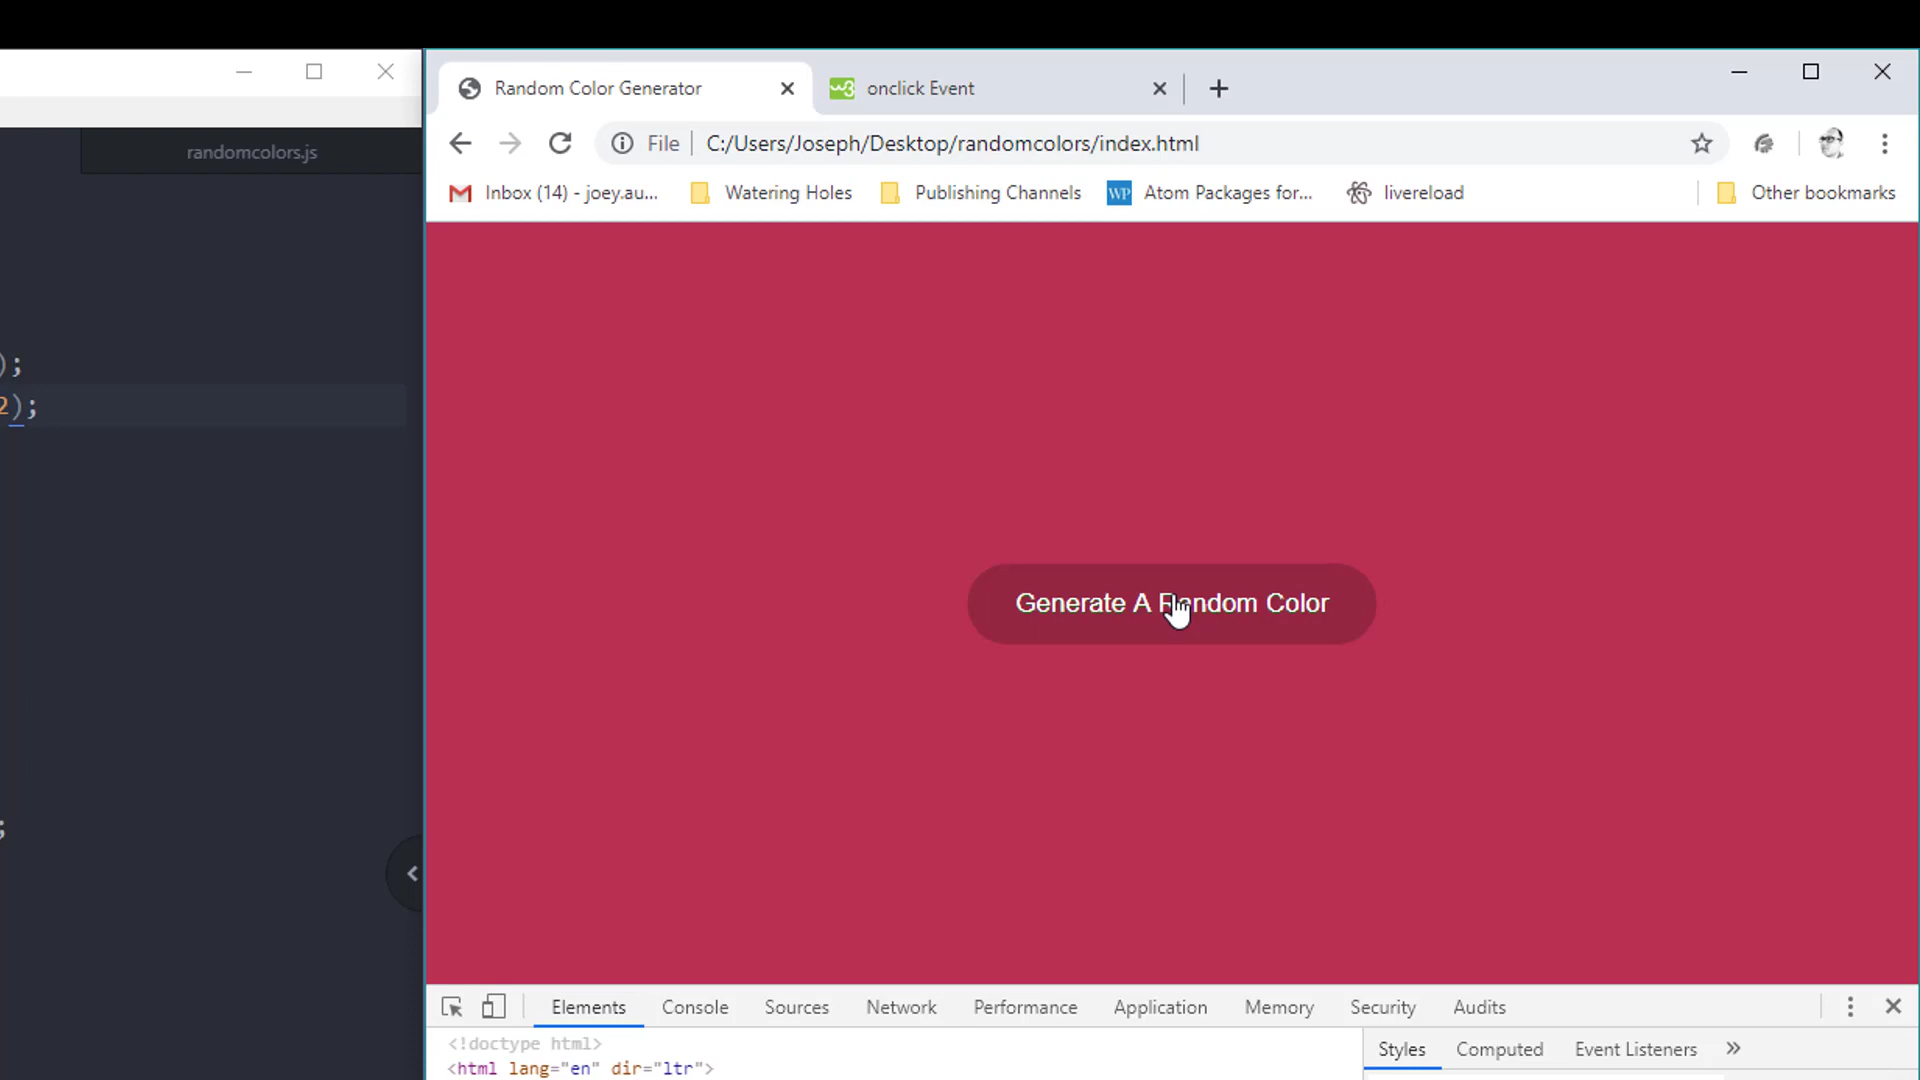 randomcolors.js
);
2);
;
Random Color Generator
onclick Event
File
C:/Users/Joseph/Desktop/randomcolors/index.html
Inbox (14) - joey.au...
Watering Holes
Publishing Channels
WP
Atom Packages for...
livereload
Other bookmarks
Generate A Random Color
Elements Console Sources Network Performance Application Memory Security Audits
<!doctype html>
<html lang="en" dir="ltr">
Styles Computed Event Listeners »